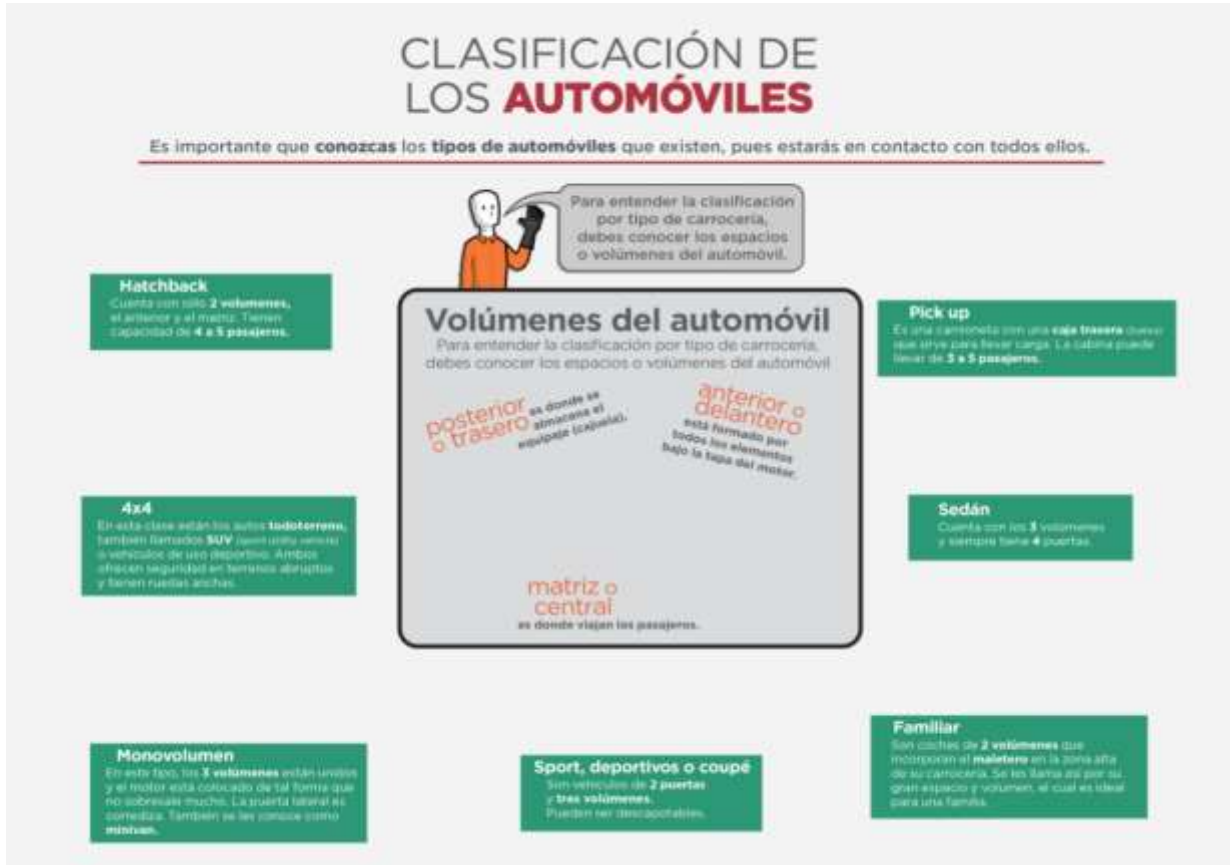 CLASIFICACIÓN DE
LOS AUTOMÓVILES
Es importante que conozcas los tipos de automóviles que existen, pues estarás en contacto con todos ellos.
Para entender la clasificación
por tipo de carrocería,
debes conocer los espacios
o volúmenes del automóvil.
Hatchback
Cuenta con sólo 2 volumenes,
el anterior y el matriz. Tienen
capacidad de 4 a 5 pasajeros.
Volúmenes del automóvil
Para entender la clasificación por tipo de carrocería,
debes conocer los espacios o volúmenes del automóvil
posterior
o trasero
es donde se
almacena el
equipaje (cajuela).
anterior o
delantero
está formado por
todos los elementos
bajo la tapa del motor.
matriz o
central
es donde viajan los pasajeros.
Pick up
Es una camioneta con una caja trasera
que sirve para llevar carga. La cabina puede
llevar de 3 a 5 pasajeros.
4x4
En esta clase están los autos todoterreno,
también llamados SUV (sport utility vehicle)
o vehículos de uso deportivo. Ambos
ofrecen seguridad en terrenos abruptos
y tienen ruedas anchas.
Sedán
Cuenta con los 3 volúmenes
y siempre tiene 4 puertas.
Monovolumen
En este tipo, los 3 volumenes están unidos
y el motor está colocado de tal forma que
no sobresale mucho. La puerta lateral es
corrediza. También se les conoce como
minivan.
Sport, deportivos o coupé
Son vehículos de 2 puertas
y tres volúmenes.
Pueden ser descapotables.
Familiar
Son coches de 2 volúmenes que
incorporan el maletero en la zona alta
de su carrocería. Se les llama así por su
gran espacio y volumen, el cual es ideal
para una familia.